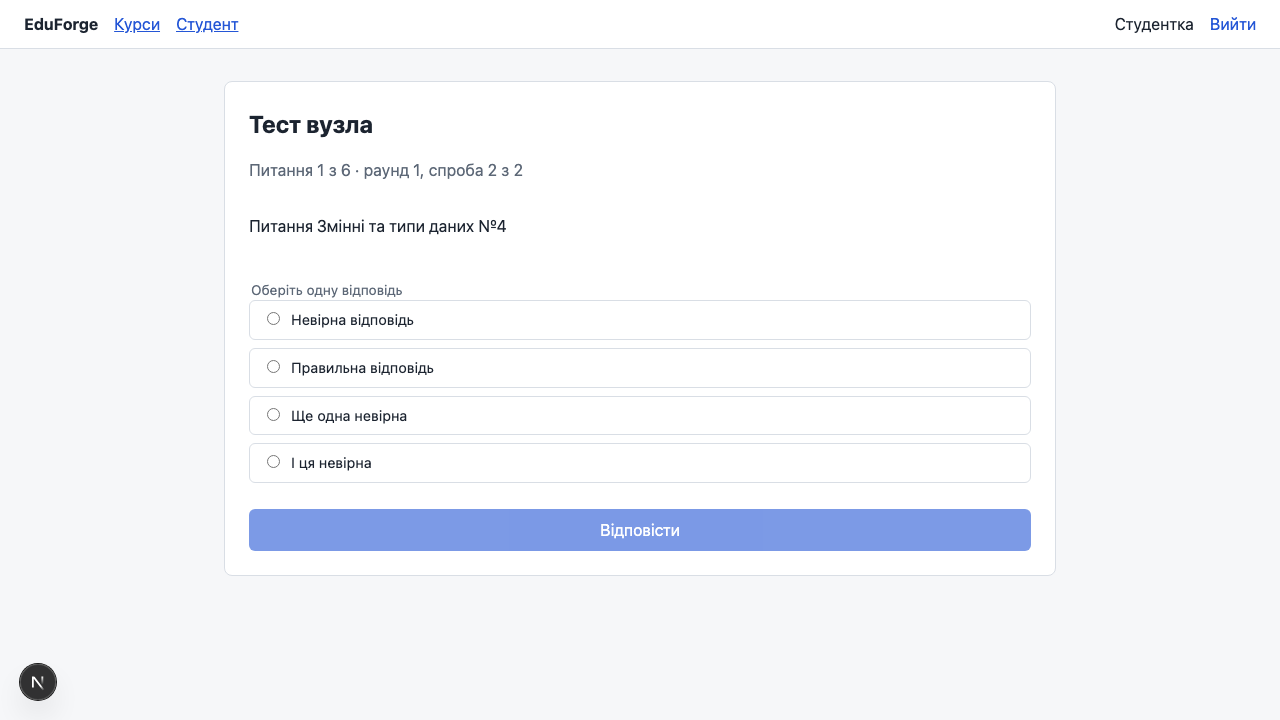 EduForge Курси Студент Студентка Вийти
Тест вузла
Питання 1 з 6 · раунд 1, спроба 2 з 2
Питання Змінні та типи даних №4
Оберіть одну відповідь
Невірна відповідь
Правильна відповідь
Ще одна невірна
І ця невірна
Відповісти
N